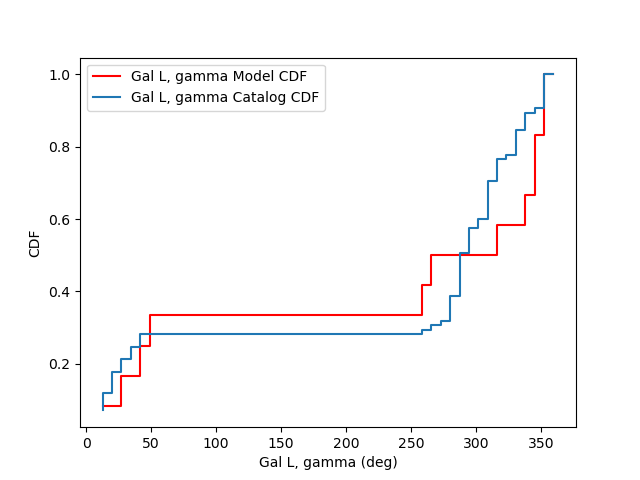 Gal L, gamma Model CDF
Gal L, gamma Catalog CDF
1.0
0.8
0.6
0.4
0.2
CDF
0 50 100 150 200 250 300 350
Gal L, gamma (deg)